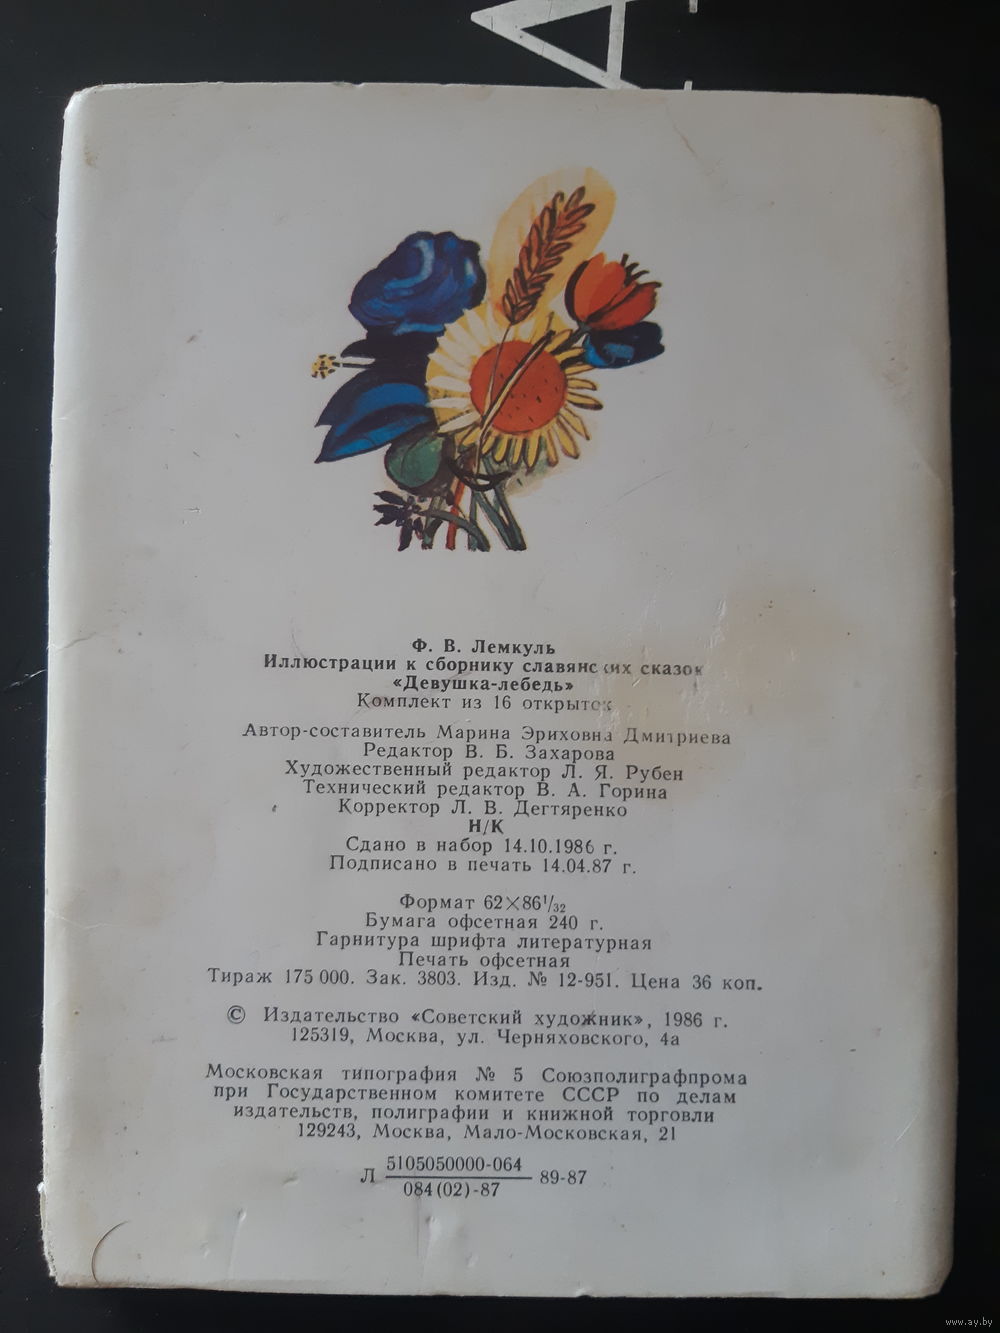 Ф. В. Лемкуль
Иллюстрации к сборнику славянских сказок
«Девушка-лебедь»
Комплект из 16 открыток
Автор-составитель Марина Эриховна Дмитриева
Редактор В. Б. Захарова
Художественный редактор Л. Я. Рубен
Технический редактор В. А. Горина
Корректор Л. В. Дегтяренко
Н/К
Сдано в набор 14.10.1986 г.
Подписано в печать 14.04.87 г.
Формат 62×86 1/32
Бумага офсетная 240 г.
Гарнитура шрифта литературная
Печать офсетная
Тираж 175 000. Зак. 3803. Изд. № 12-951. Цена 36 коп.
© Издательство «Советский художник», 1986 г.
125319, Москва, ул. Черняховского, 4а
Московская типография № 5 Союзполиграфпрома
при Государственном комитете СССР по делам
издательств, полиграфии и книжной торговли
129243, Москва, Мало-Московская, 21
5105050000-064
Л 89-87
084(02)-87
www.ay.by